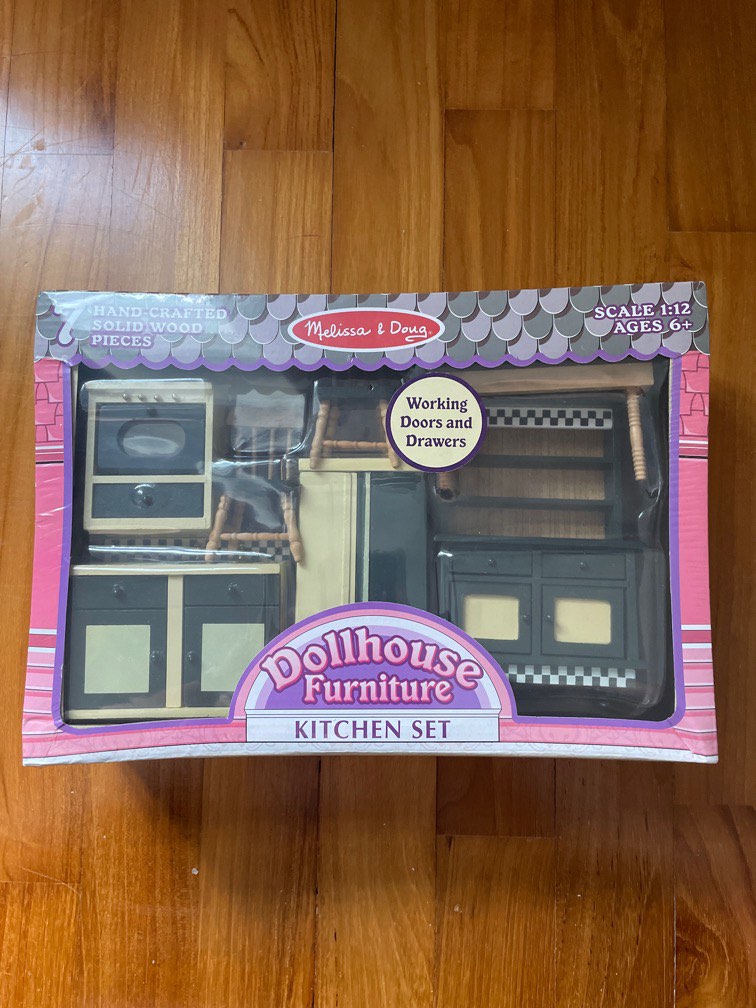 7
HAND-CRAFTED
SOLID WOOD
PIECES
Melissa & Doug
SCALE 1:12
AGES 6+
Working
Doors and
Drawers
Dollhouse
Furniture
KITCHEN SET